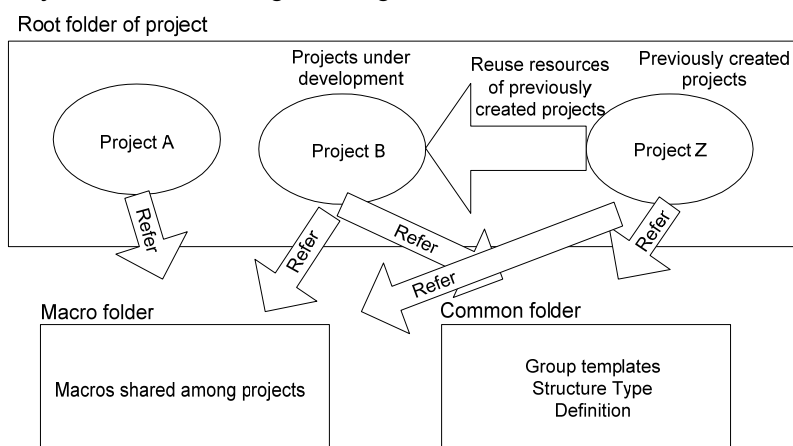 Root folder of project
Projects under
development
Reuse resources
of previously
created projects
Previously created
projects
Project A
Project B
Project Z
Refer
Refer
Refer
Refer
Refer
Macro folder
Common folder
Macros shared among projects
Group templates
Structure Type
Definition